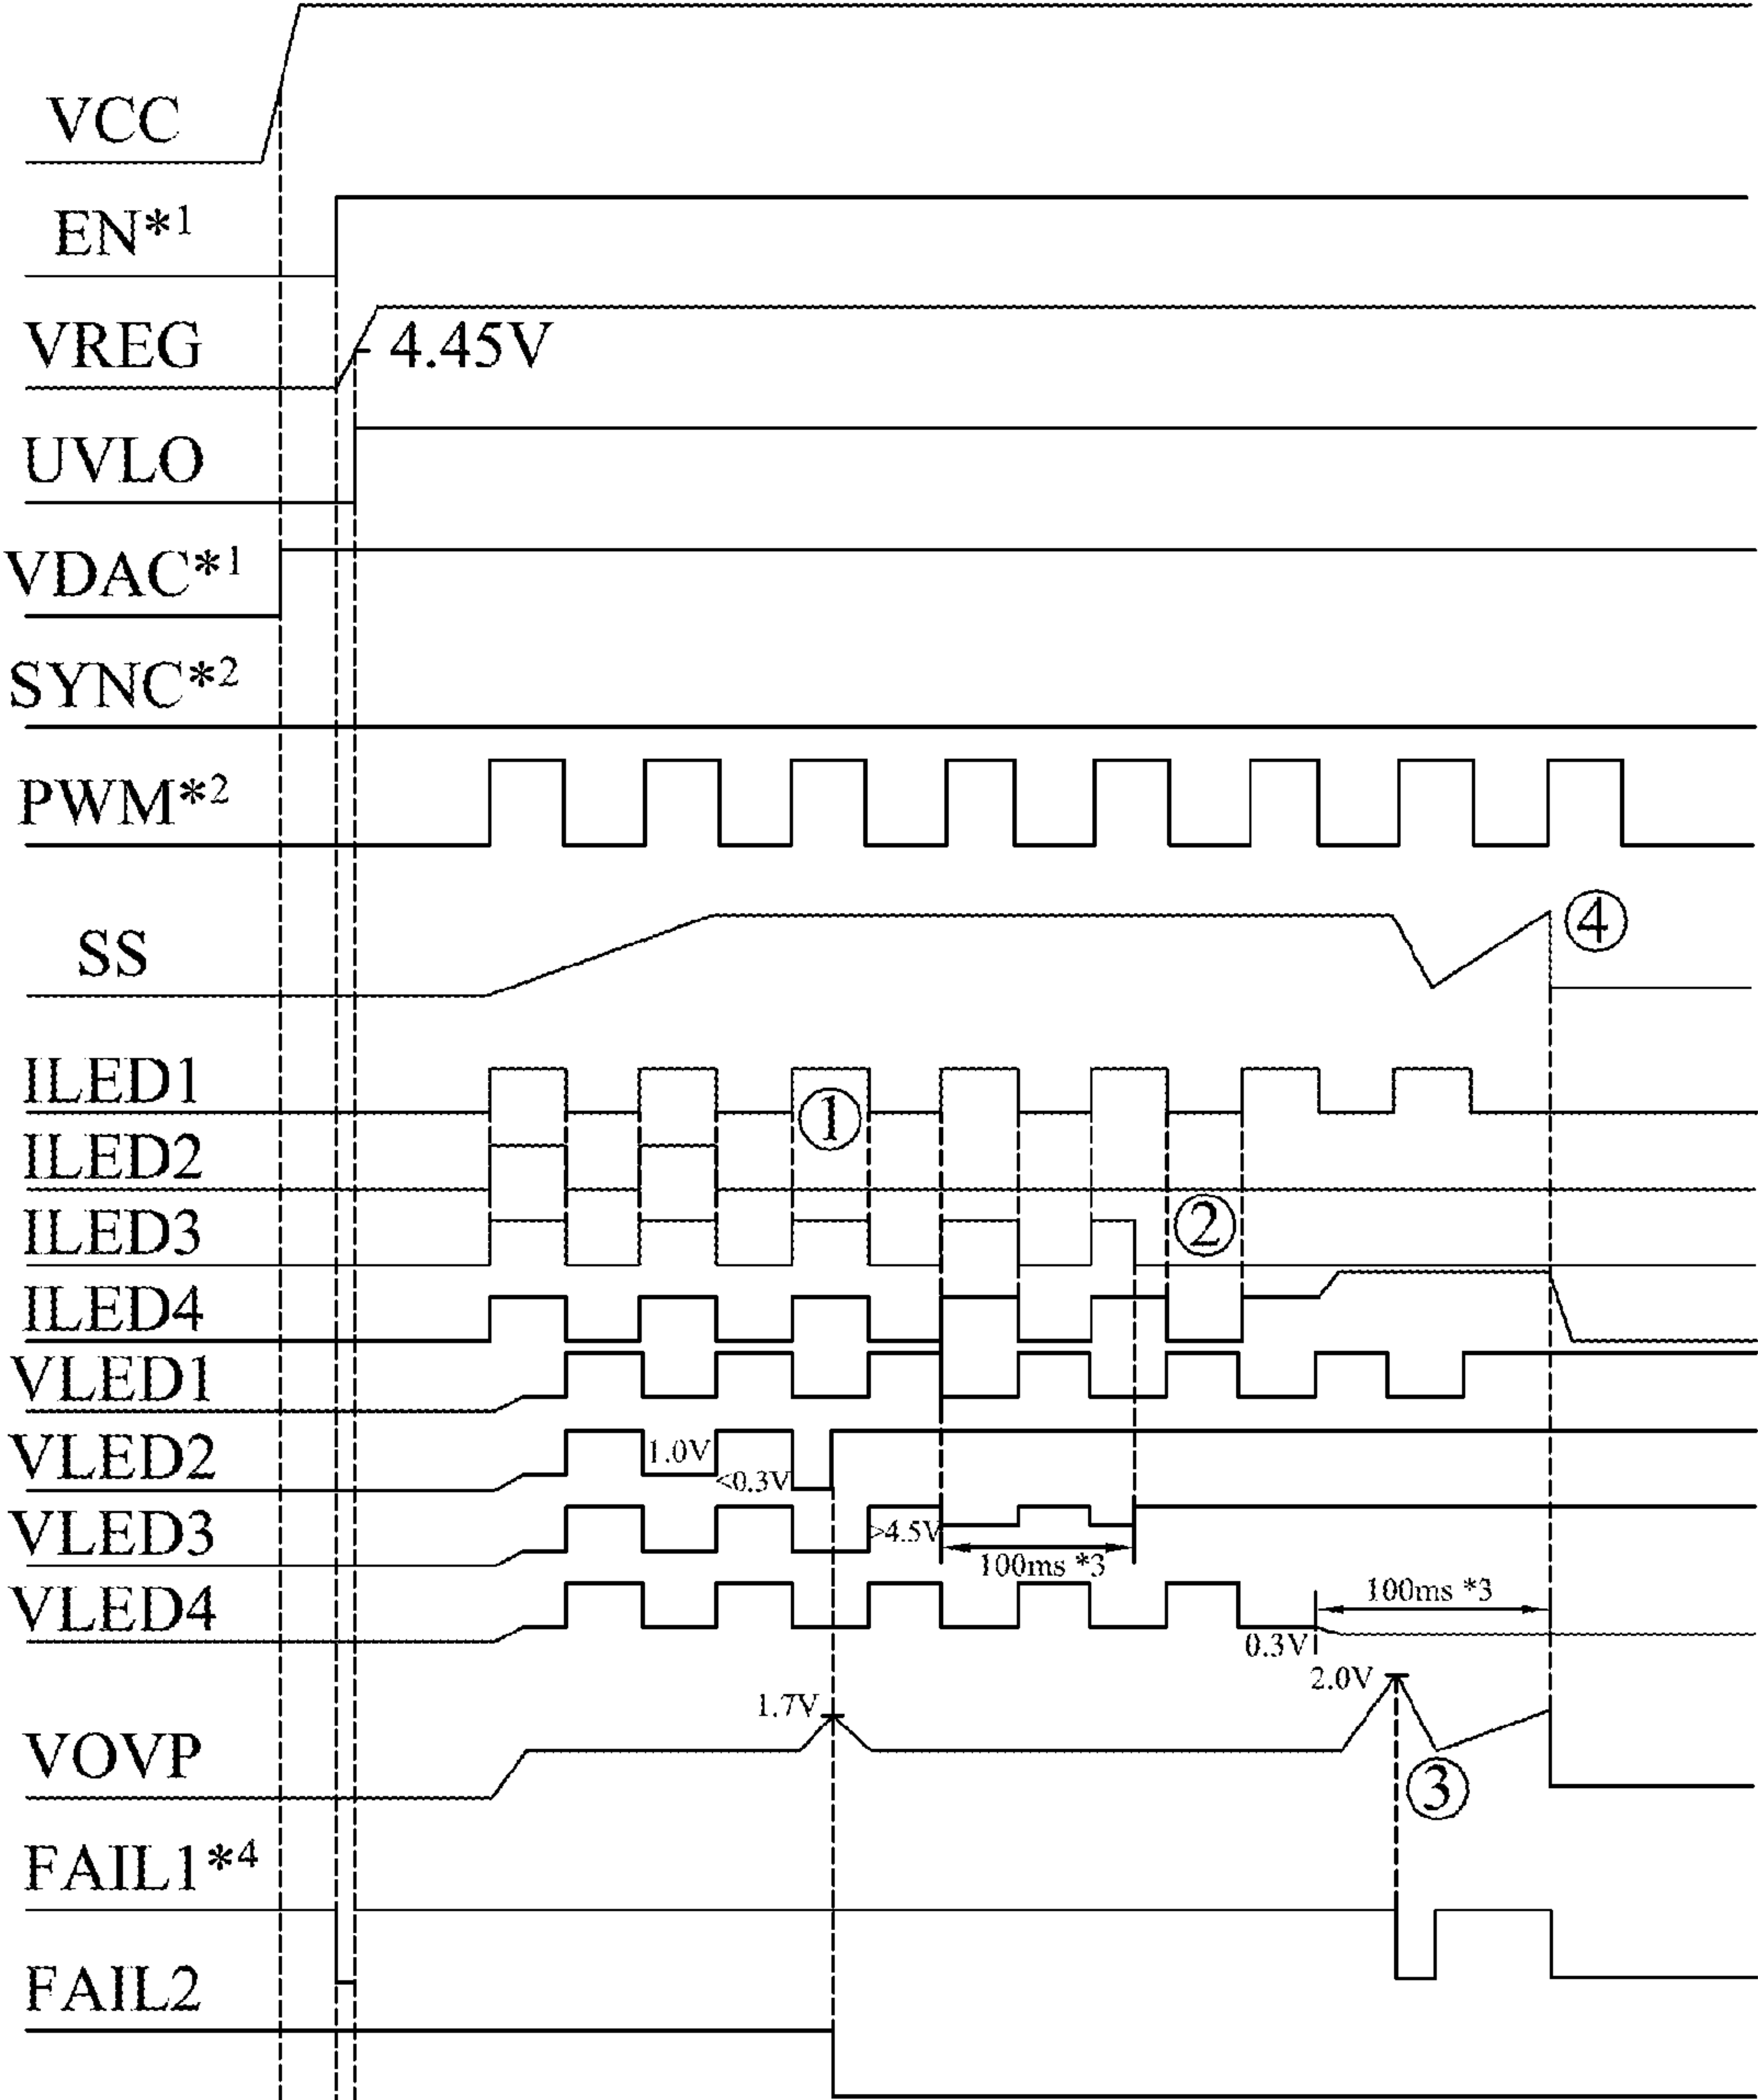 VCC
EN*1
VREG
4.45V
UVLO
VDAC*1
SYNC*2
PWM*2
SS
④
ILED1
①
ILED2
ILED3
②
ILED4
VLED1
VLED2
1.0V
<0.3V
VLED3
>4.5V
100ms *3
VLED4
100ms *3
0.3V
2.0V
1.7V
VOVP
③
FAIL1*4
FAIL2